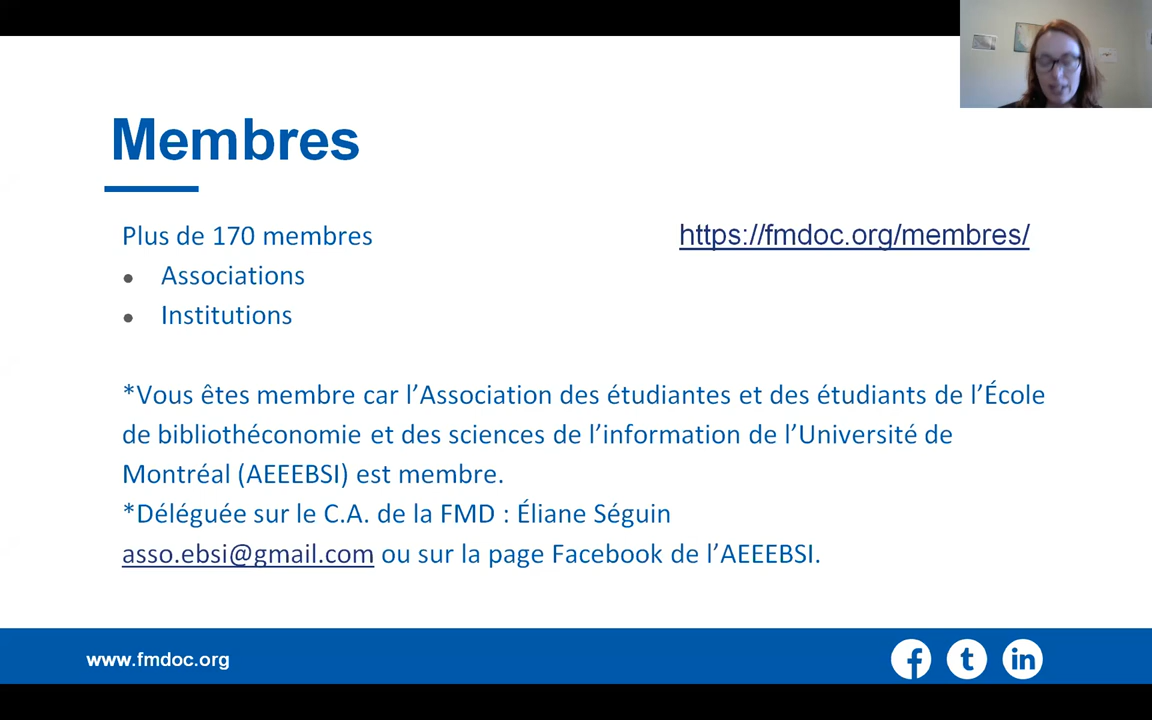 Membres
Plus de 170 membres
https://fmdoc.org/membres/
● Associations
● Institutions
*Vous êtes membre car l’Association des étudiantes et des étudiants de l’École
de bibliothéconomie et des sciences de l’information de l’Université de
Montréal (AEEEBSI) est membre.
*Déléguée sur le C.A. de la FMD : Éliane Séguin
asso.ebsi@gmail.com ou sur la page Facebook de l’AEEEBSI.
www.fmdoc.org